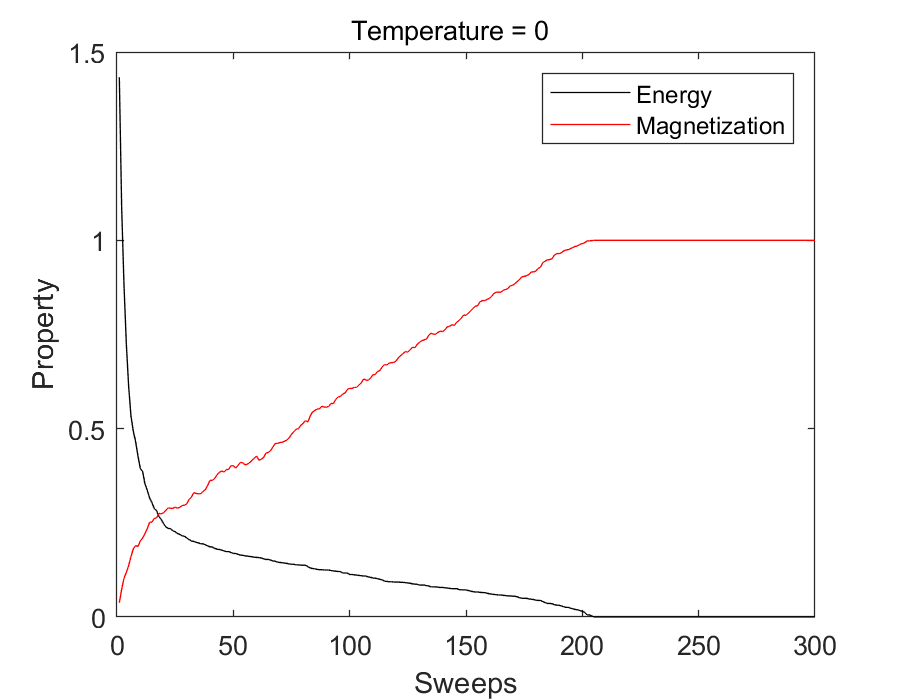 Temperature = 0
1.5
Energy
Magnetization
1
Property
0.5
0
0 50 100 150 200 250 300
Sweeps